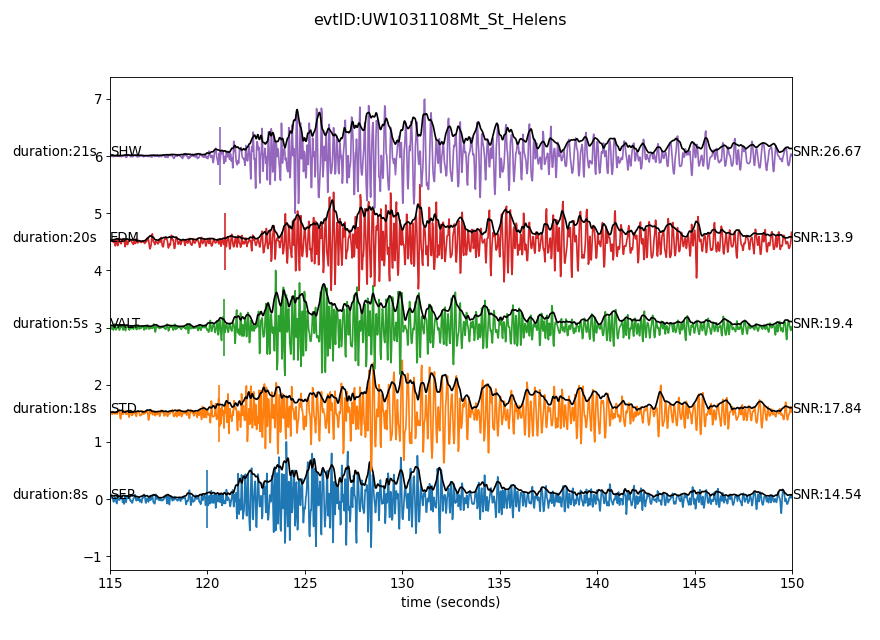 evtID:UW1031108Mt_St_Helens
7
duration:21s 6 SHW SNR:26.67
5
duration:20s EDM SNR:13.9
4
duration:5s 3 VALT SNR:19.4
2
duration:18s STD SNR:17.84
1
duration:8s 0 SEP SNR:14.54
−1
115 120 125 130 135 140 145 150
time (seconds)